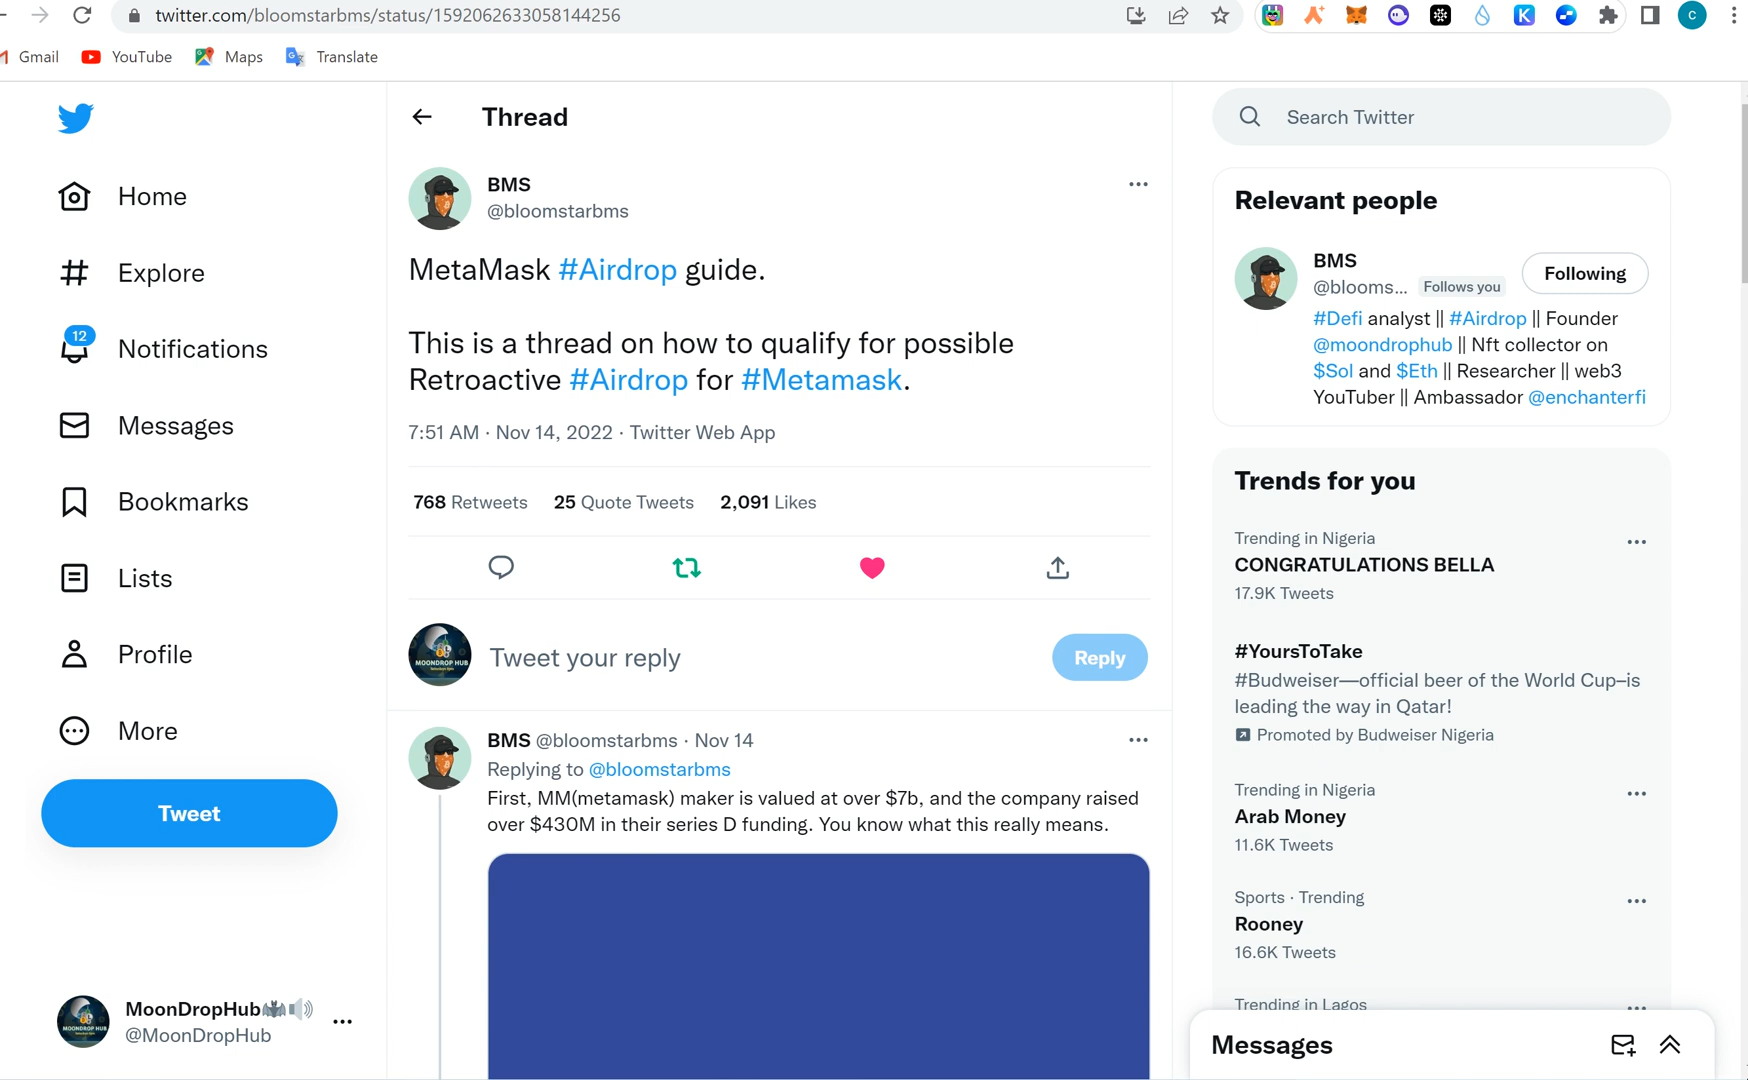 twitter.com/bloomstarbms/status/1592062633058144256
C
Gmail
YouTube
Maps
Translate
Thread
Search Twitter
Home
Explore
12
Notifications
Messages
Bookmarks
Lists
Profile
More
Tweet
BMS
@bloomstarbms
MetaMask #Airdrop guide.
This is a thread on how to qualify for possible
Retroactive #Airdrop for #Metamask.
7:51 AM · Nov 14, 2022 · Twitter Web App
768 Retweets 25 Quote Tweets 2,091 Likes
MOONDROP HUB
Tweet your reply
Reply
BMS @bloomstarbms · Nov 14
Replying to @bloomstarbms
First, MM(metamask) maker is valued at over $7b, and the company raised
over $430M in their series D funding. You know what this really means.
Relevant people
BMS
@blooms... Follows you
Following
#Defi analyst || #Airdrop || Founder
@moondrophub || Nft collector on
$Sol and $Eth || Researcher || web3
YouTuber || Ambassador @enchanterfi
Trends for you
Trending in Nigeria
CONGRATULATIONS BELLA
17.9K Tweets
#YoursToTake
#Budweiser—official beer of the World Cup–is
leading the way in Qatar!
Promoted by Budweiser Nigeria
Trending in Nigeria
Arab Money
11.6K Tweets
Sports · Trending
Rooney
16.6K Tweets
Trending in Lagos
Messages
MOONDROP HUB
MoonDropHub🦇🔊
@MoonDropHub